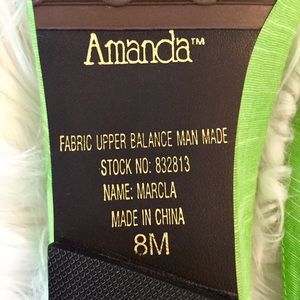 Amanda™
FABRIC UPPER BALANCE MAN MADE
STOCK NO: 832813
NAME: MARCLA
MADE IN CHINA
8M